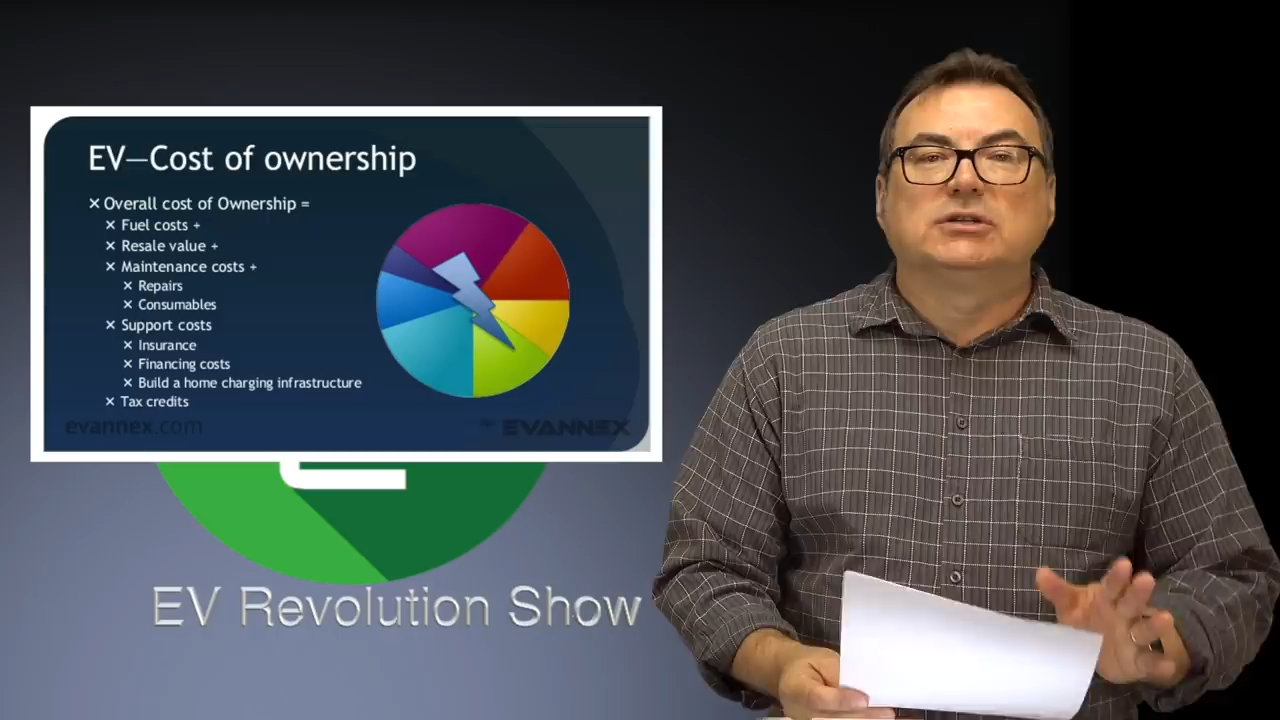 EV—Cost of ownership
✕ Overall cost of Ownership =
✕ Fuel costs +
✕ Resale value +
✕ Maintenance costs +
✕ Repairs
✕ Consumables
✕ Support costs
✕ Insurance
✕ Financing costs
✕ Build a home charging infrastructure
✕ Tax credits
evannex.com
EVANNEX
EV Revolution Show